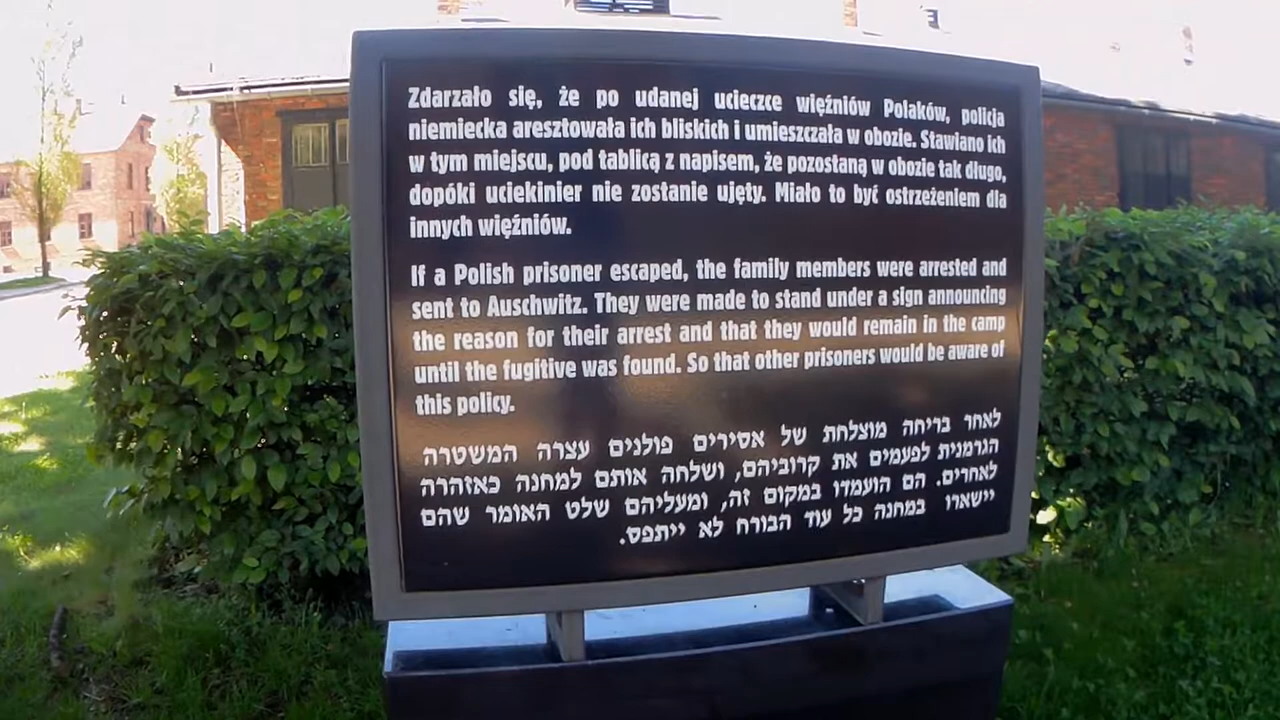 Zdarzało się, że po udanej ucieczce więźniów Polaków, policja
niemiecka aresztowała ich bliskich i umieszczała w obozie. Stawiano ich
w tym miejscu, pod tablicą z napisem, że pozostaną w obozie tak długo,
dopóki uciekinier nie zostanie ujęty. Miało to być ostrzeżeniem dla
innych więźniów.
If a Polish prisoner escaped, the family members were arrested and
sent to Auschwitz. They were made to stand under a sign announcing
the reason for their arrest and that they would remain in the camp
until the fugitive was found. So that other prisoners would be aware of
this policy.
לאחר בריחה מוצלחת של אסירים פולנים עצרה המשטרה
הגרמנית לפעמים את קרוביהם, ושלחה אותם למחנה כאזהרה
לאחרים. הם הועמדו במקום זה, ומעליהם שלט האומר שהם
יישארו במחנה כל עוד הבורח לא ייתפס.